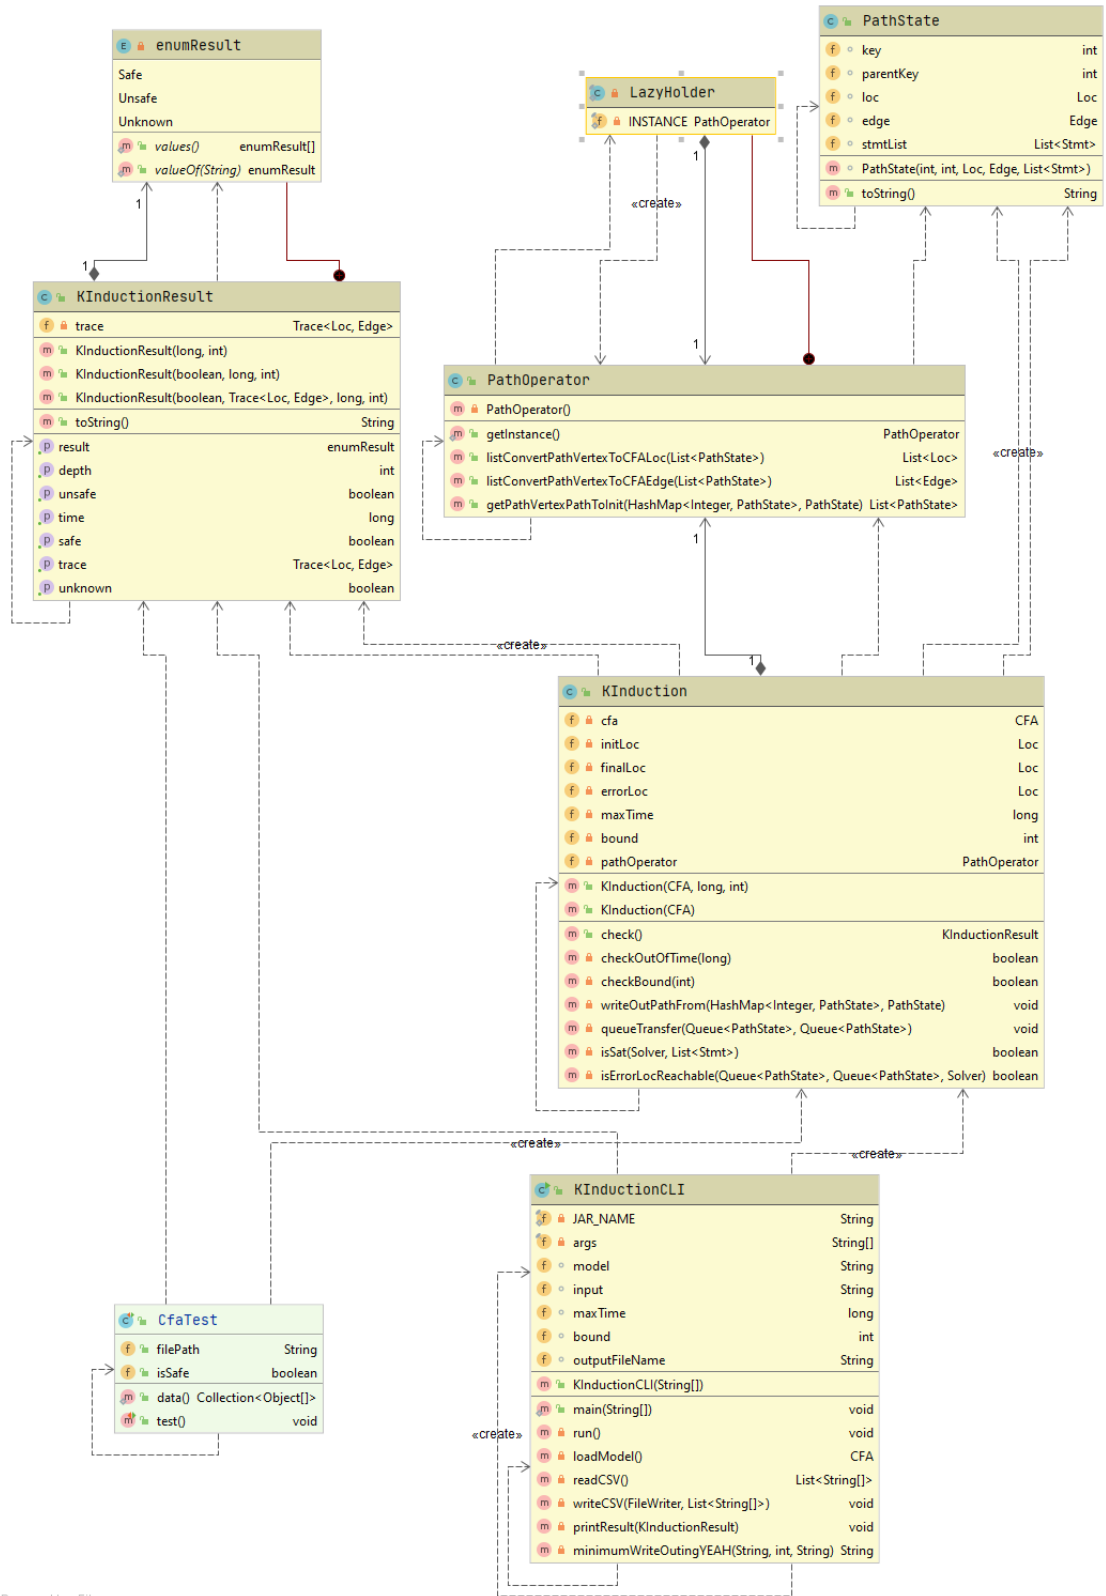 enumResult
Safe
Unsafe
Unknown
values() enumResult[]
valueOf(String) enumResult
LazyHolder
INSTANCE PathOperator
PathState
key int
parentKey int
loc Loc
edge Edge
stmtList List<Stmt>
PathState(int, int, Loc, Edge, List<Stmt>)
toString() String
1
1
«create»
1
1
KInductionResult
trace Trace<Loc, Edge>
KInductionResult(long, int)
KInductionResult(boolean, long, int)
KInductionResult(boolean, Trace<Loc, Edge>, long, int)
toString() String
result enumResult
depth int
unsafe boolean
time long
safe boolean
trace Trace<Loc, Edge>
unknown boolean
PathOperator
PathOperator()
getInstance() PathOperator
listConvertPathVertexToCFALoc(List<PathState>) List<Loc>
listConvertPathVertexToCFAEdge(List<PathState>) List<Edge>
getPathVertexPathToInit(HashMap<Integer, PathState>, PathState) List<PathState>
«create»
1
«create»
1
KInduction
cfa CFA
initLoc Loc
finalLoc Loc
errorLoc Loc
maxTime long
bound int
pathOperator PathOperator
KInduction(CFA, long, int)
KInduction(CFA)
check() KInductionResult
checkOutOfTime(long) boolean
checkBound(int) boolean
writeOutPathFrom(HashMap<Integer, PathState>, PathState) void
queueTransfer(Queue<PathState>, Queue<PathState>) void
isSat(Solver, List<Stmt>) boolean
isErrorLocReachable(Queue<PathState>, Queue<PathState>, Solver) boolean
«create»
«create»
KInductionCLI
JAR_NAME String
args String[]
model String
input String
maxTime long
bound int
outputFileName String
KInductionCLI(String[])
main(String[]) void
run() void
loadModel() CFA
readCSV() List<String[]>
writeCSV(FileWriter, List<String[]>) void
printResult(KInductionResult) void
minimumWriteOutingYEAH(String, int, String) String
«create»
CfaTest
filePath String
isSafe boolean
data() Collection<Object[]>
test() void